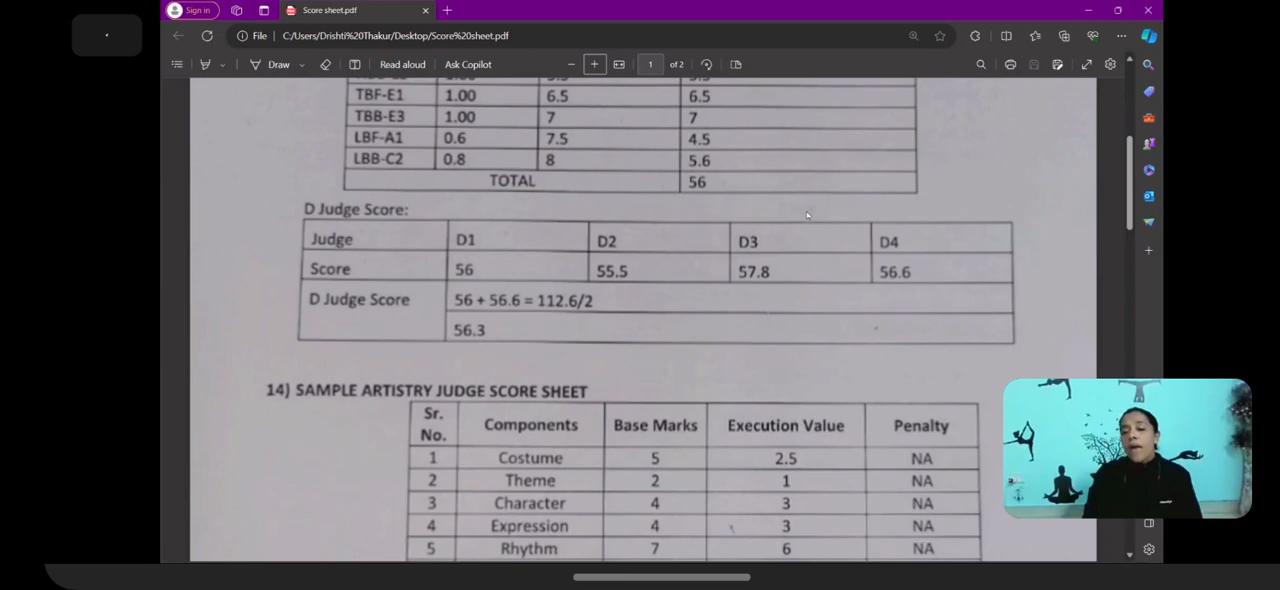 Sign in
Score sheet.pdf
File C:/Users/Drishti%20Thakur/Desktop/Score%20sheet.pdf
Draw Read aloud Ask Copilot 1 of 2
TBF-E1 1.00 6.5 6.5
TBB-E3 1.00 7 7
LBF-A1 0.6 7.5 4.5
LBB-C2 0.8 8 5.6
TOTAL 56
D Judge Score:
Judge D1 D2 D3 D4
Score 56 55.5 57.8 56.6
D Judge Score 56 + 56.6 = 112.6/2
56.3
14) SAMPLE ARTISTRY JUDGE SCORE SHEET
Sr. No. Components Base Marks Execution Value Penalty
1 Costume 5 2.5 NA
2 Theme 2 1 NA
3 Character 4 3 NA
4 Expression 4 3 NA
5 Rhythm 7 6 NA